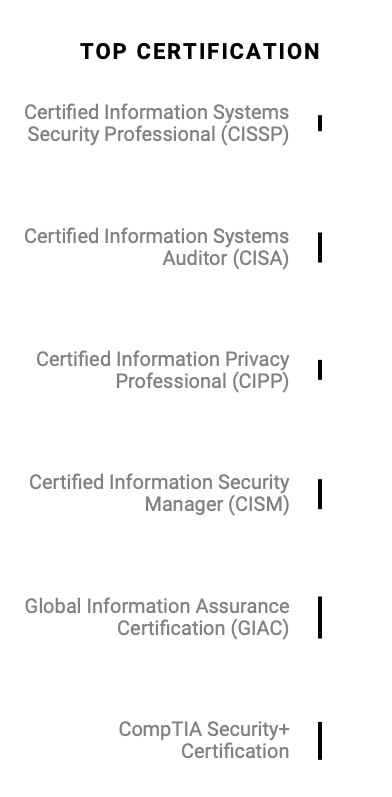 TOP CERTIFICATION
Certified Information Systems
Security Professional (CISSP)
Certified Information Systems
Auditor (CISA)
Certified Information Privacy
Professional (CIPP)
Certified Information Security
Manager (CISM)
Global Information Assurance
Certification (GIAC)
CompTIA Security+
Certification